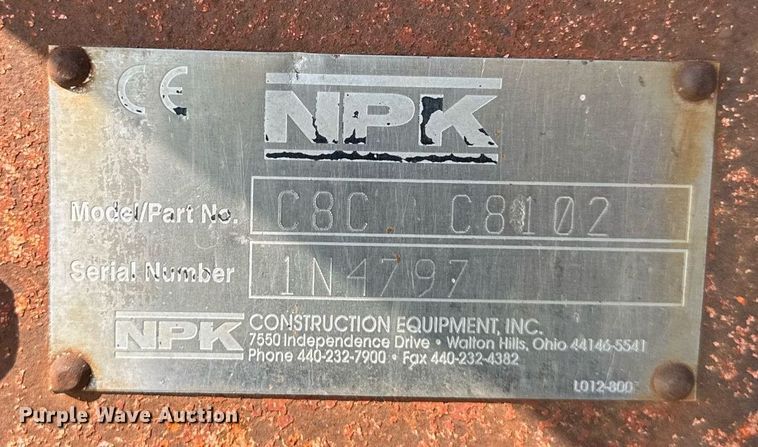 CE
NPK
Model/Part No. C8C C8102
Serial Number 1N4797
NPK CONSTRUCTION EQUIPMENT, INC.
7550 Independence Drive • Walton Hills, Ohio 44146-5541
Phone 440-232-7900 • Fax 440-232-4382
L012-800
Purple Wave Auction